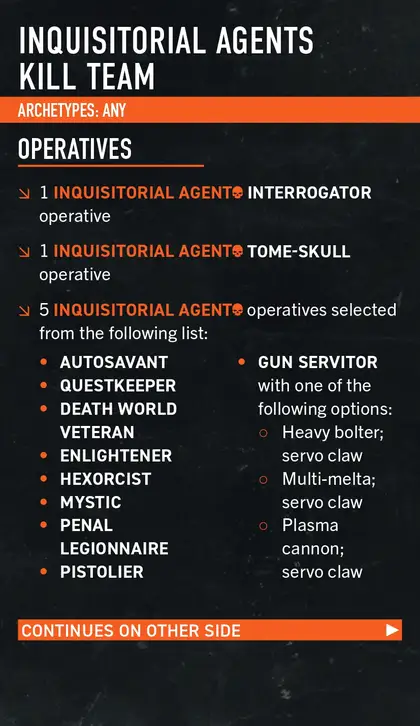 INQUISITORIAL AGENTS
KILL TEAM
ARCHETYPES: ANY
OPERATIVES
1 INQUISITORIAL AGENT INTERROGATOR
operative
1 INQUISITORIAL AGENT TOME-SKULL
operative
5 INQUISITORIAL AGENT operatives selected
from the following list:
AUTOSAVANT
QUESTKEEPER
DEATH WORLD
VETERAN
ENLIGHTENER
HEXORCIST
MYSTIC
PENAL
LEGIONNAIRE
PISTOLIER
GUN SERVITOR
with one of the
following options:
Heavy bolter;
servo claw
Multi-melta;
servo claw
Plasma
cannon;
servo claw
CONTINUES ON OTHER SIDE